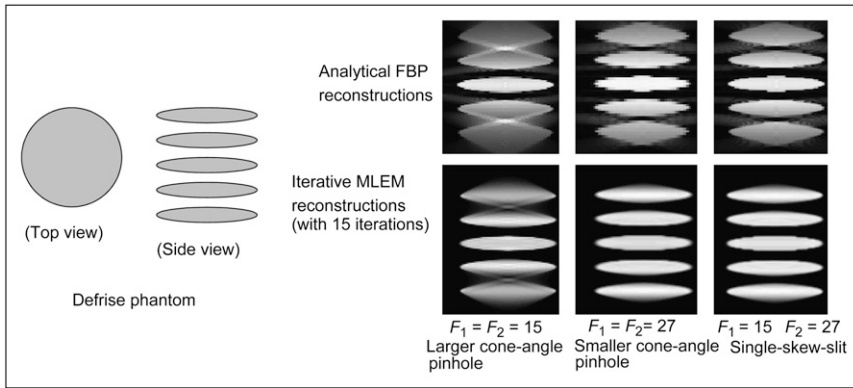 Analytical FBP
reconstructions
Iterative MLEM
reconstructions
(with 15 iterations)
(Top view)
(Side view)
Defrise phantom
F₁ = F₂ = 15
Larger cone-angle
pinhole
F₁ = F₂= 27
Smaller cone-angle
pinhole
F₁ = 15 F₂ = 27
Single-skew-slit